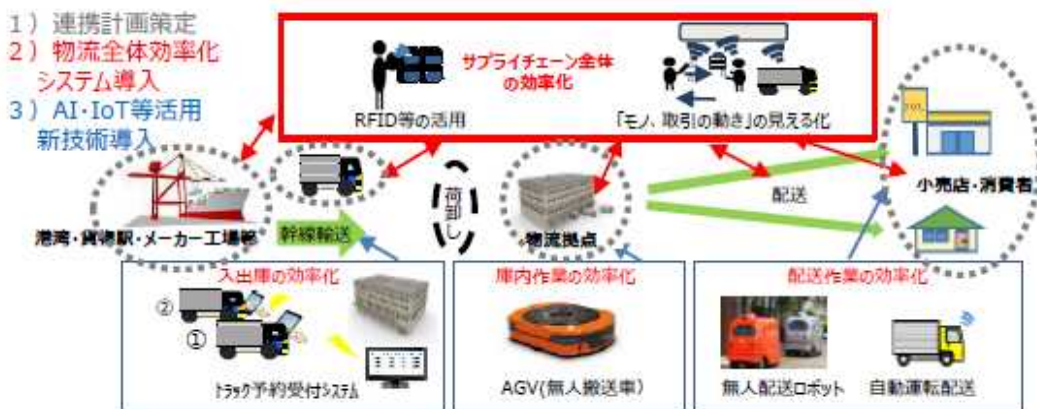 1）連携計画策定
2）物流全体効率化
システム導入
3）AI・IoT等活用
新技術導入
サプライチェーン全体
の効率化
RFID等の活用
「モノ、取引の動き」の見える化
港湾・貨物駅・メーカー工場等
幹線輸送
荷卸し
物流拠点
配送
小売店・消費者
入出庫の効率化
②
①
トラック予約受付システム
庫内作業の効率化
AGV(無人搬送車）
配送作業の効率化
無人配送ロボット
自動運転配送